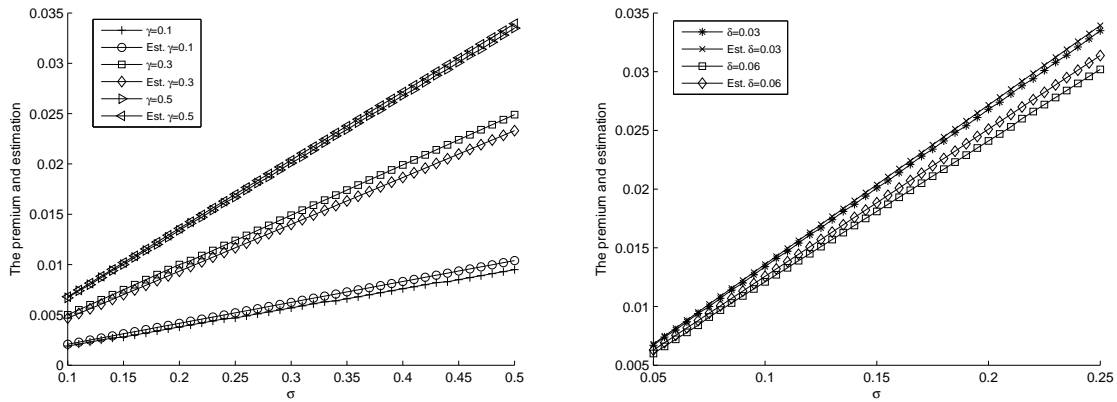 The premium and estimation
0.035
0.03
0.025
0.02
0.015
0.01
0.005
0
0.1
0.15
0.2
0.25
0.3
0.35
0.4
0.45
0.5
σ
γ=0.1
Est. γ=0.1
γ=0.3
Est. γ=0.3
γ=0.5
Est. γ=0.5
The premium and estimation
0.035
0.03
0.025
0.02
0.015
0.01
0.005
0.05
0.1
0.15
0.2
0.25
σ
δ=0.03
Est. δ=0.03
δ=0.06
Est. δ=0.06